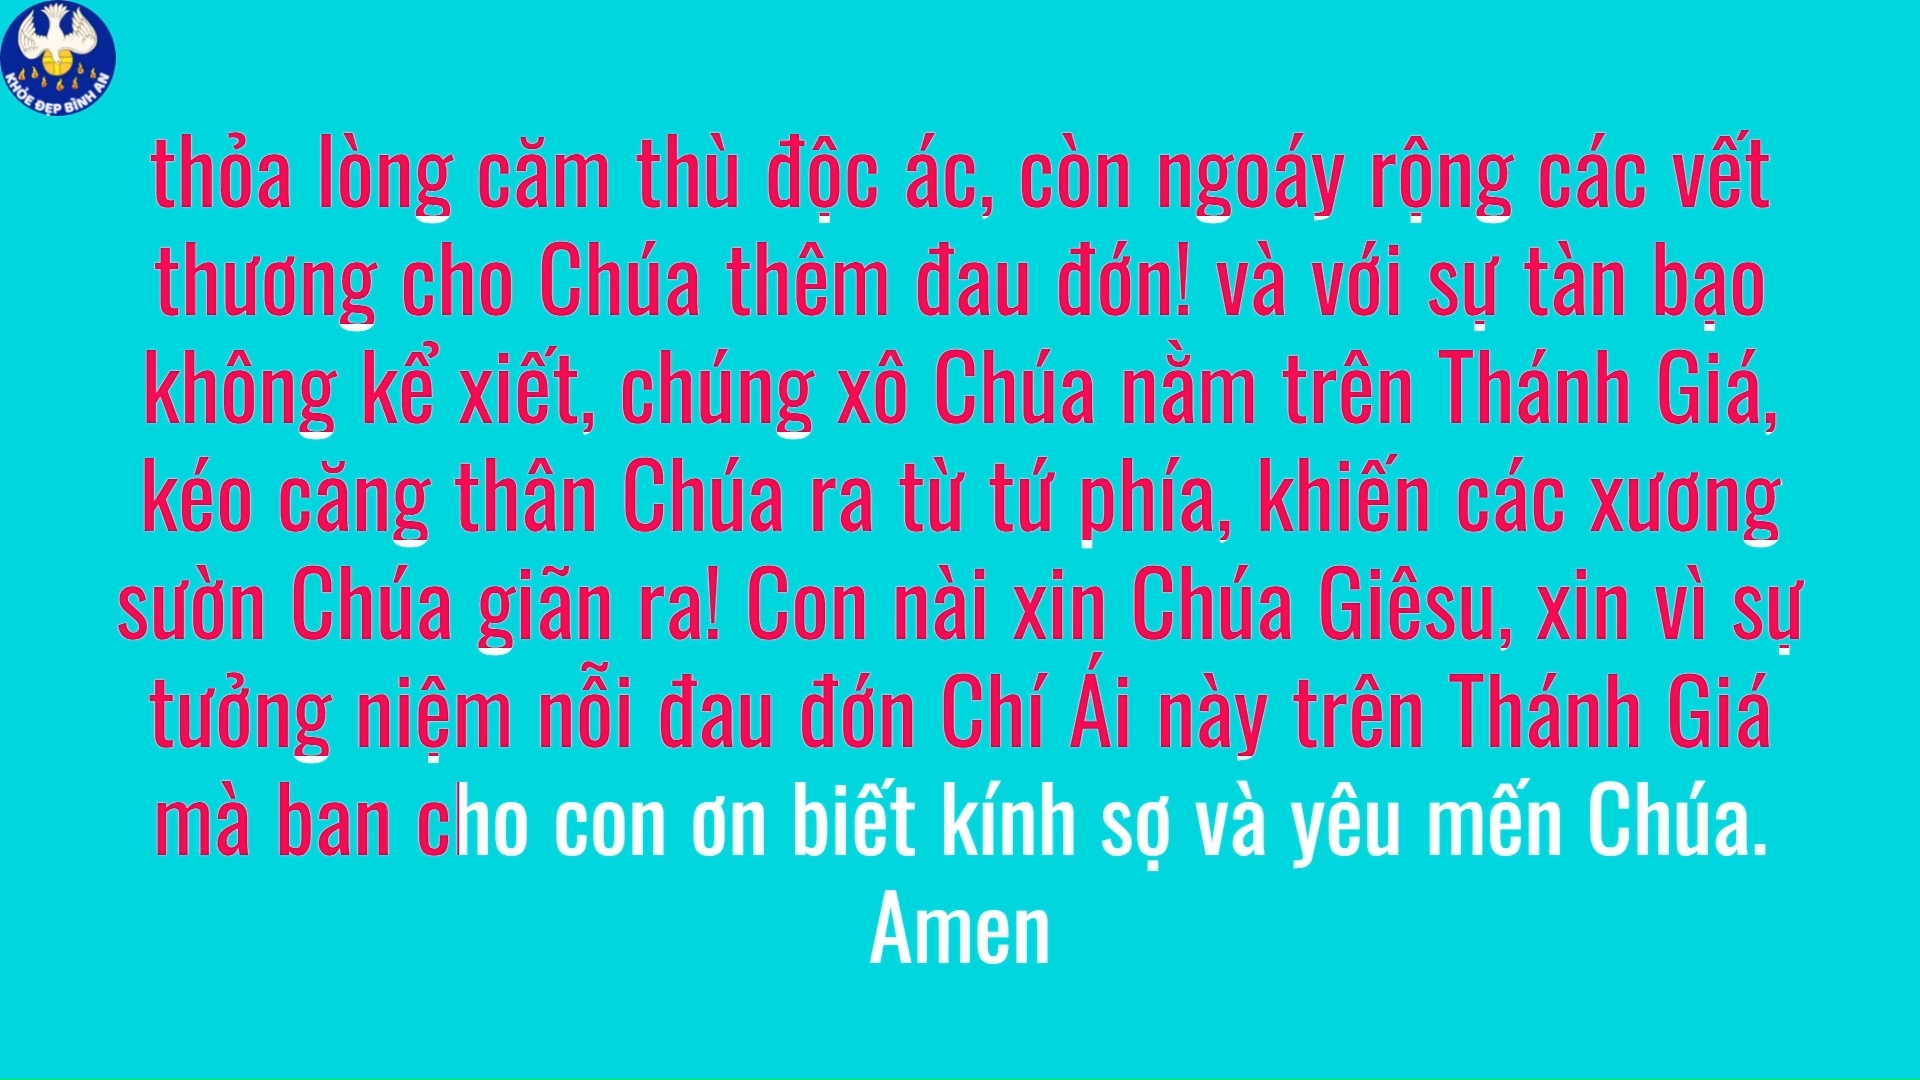 KHỎE ĐẸP BÌNH AN
thỏa lòng căm thù độc ác, còn ngoáy rộng các vết
thương cho Chúa thêm đau đớn! và với sự tàn bạo
không kể xiết, chúng xô Chúa nằm trên Thánh Giá,
kéo căng thân Chúa ra từ tứ phía, khiến các xương
sườn Chúa giãn ra! Con nài xin Chúa Giêsu, xin vì sự
tưởng niệm nỗi đau đớn Chí Ái này trên Thánh Giá
mà ban cho con ơn biết kính sợ và yêu mến Chúa.
Amen